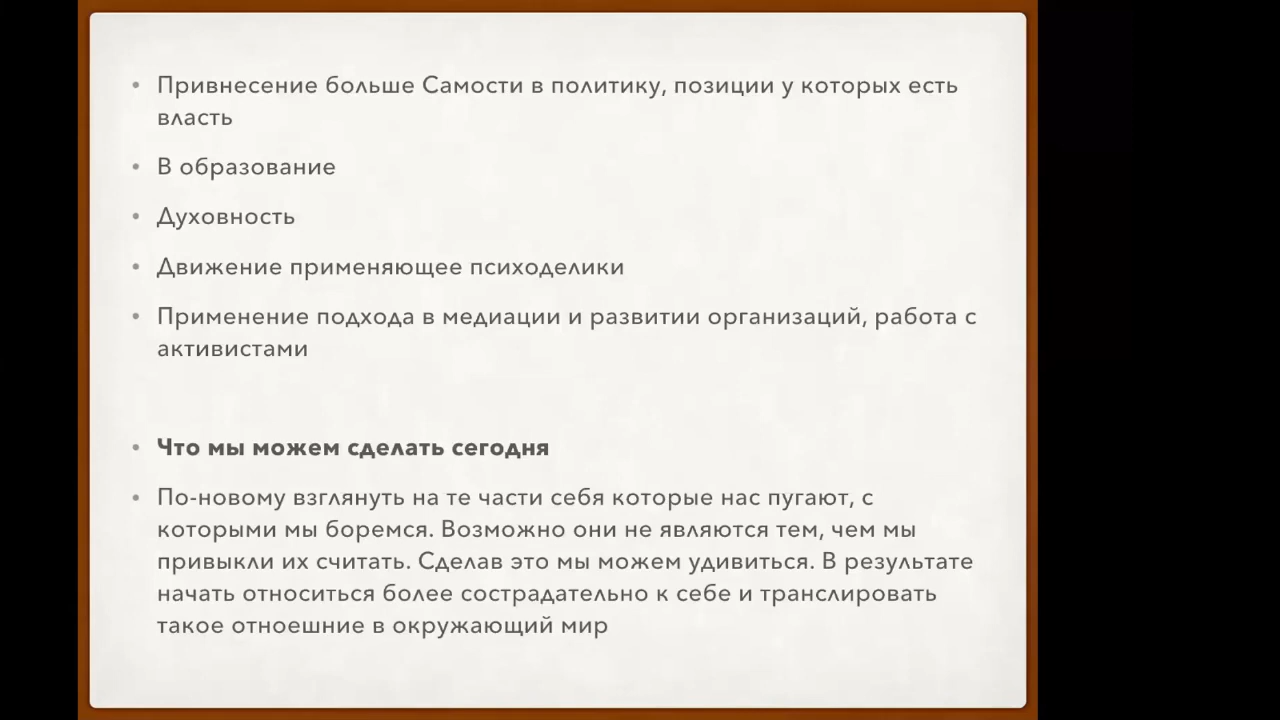 • Привнесение больше Самости в политику, позиции у которых есть
власть
• В образование
• Духовность
• Движение применяющее психоделики
• Применение подхода в медиации и развитии организаций, работа с
активистами
• Что мы можем сделать сегодня
• По-новому взглянуть на те части себя которые нас пугают, с
которыми мы боремся. Возможно они не являются тем, чем мы
привыкли их считать. Сделав это мы можем удивиться. В результате
начать относиться более сострадательно к себе и транслировать
такое отноешние в окружающий мир